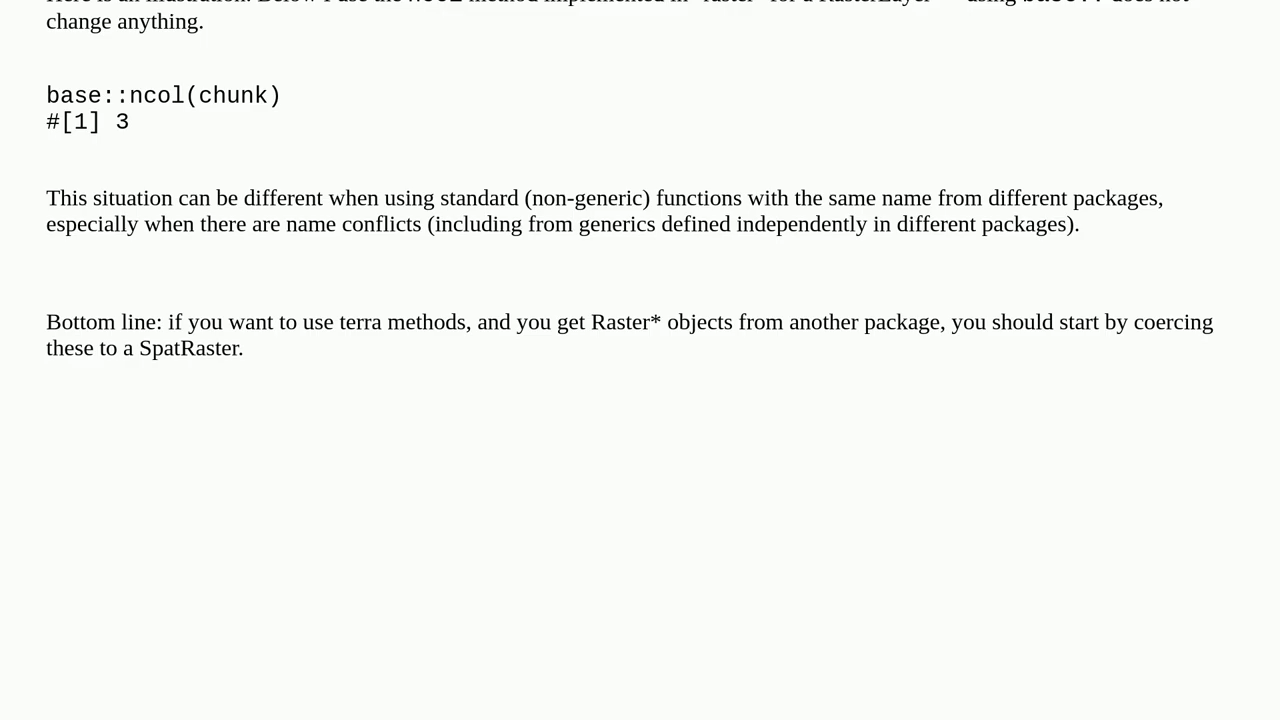 change anything.
base::ncol(chunk)
#[1] 3
This situation can be different when using standard (non-generic) functions with the same name from different packages,
especially when there are name conflicts (including from generics defined independently in different packages).
Bottom line: if you want to use terra methods, and you get Raster* objects from another package, you should start by coercing
these to a SpatRaster.